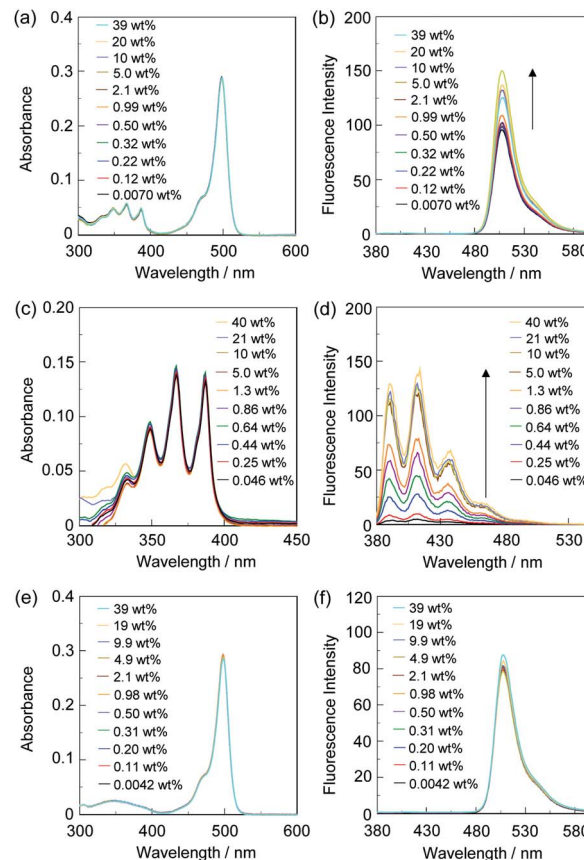 (a)
39 wt%
20 wt%
10 wt%
5.0 wt%
2.1 wt%
0.99 wt%
0.50 wt%
0.32 wt%
0.22 wt%
0.12 wt%
0.0070 wt%
Absorbance
0.4
0.3
0.2
0.1
0
300 400 500 600
Wavelength / nm
(b)
39 wt%
20 wt%
10 wt%
5.0 wt%
2.1 wt%
0.99 wt%
0.50 wt%
0.32 wt%
0.22 wt%
0.12 wt%
0.0070 wt%
Fluorescence Intensity
200
150
100
50
0
380 430 480 530 580
Wavelength / nm
(c)
40 wt%
21 wt%
10 wt%
5.0 wt%
1.3 wt%
0.86 wt%
0.64 wt%
0.44 wt%
0.25 wt%
0.046 wt%
Absorbance
0.20
0.15
0.10
0.05
0
300 350 400 450
Wavelength / nm
(d)
40 wt%
21 wt%
10 wt%
5.0 wt%
1.3 wt%
0.86 wt%
0.64 wt%
0.44 wt%
0.25 wt%
0.046 wt%
Fluorescence Intensity
200
150
100
50
0
380 430 480 530
Wavelength / nm
(e)
39 wt%
19 wt%
9.9 wt%
4.9 wt%
2.1 wt%
0.98 wt%
0.50 wt%
0.31 wt%
0.20 wt%
0.11 wt%
0.0042 wt%
Absorbance
0.4
0.3
0.2
0.1
0
300 400 500 600
Wavelength / nm
(f)
39 wt%
19 wt%
9.9 wt%
4.9 wt%
2.1 wt%
0.98 wt%
0.50 wt%
0.31 wt%
0.20 wt%
0.11 wt%
0.0042 wt%
Fluorescence Intensity
120
100
80
60
40
20
0
380 430 480 530
Wavelength / nm